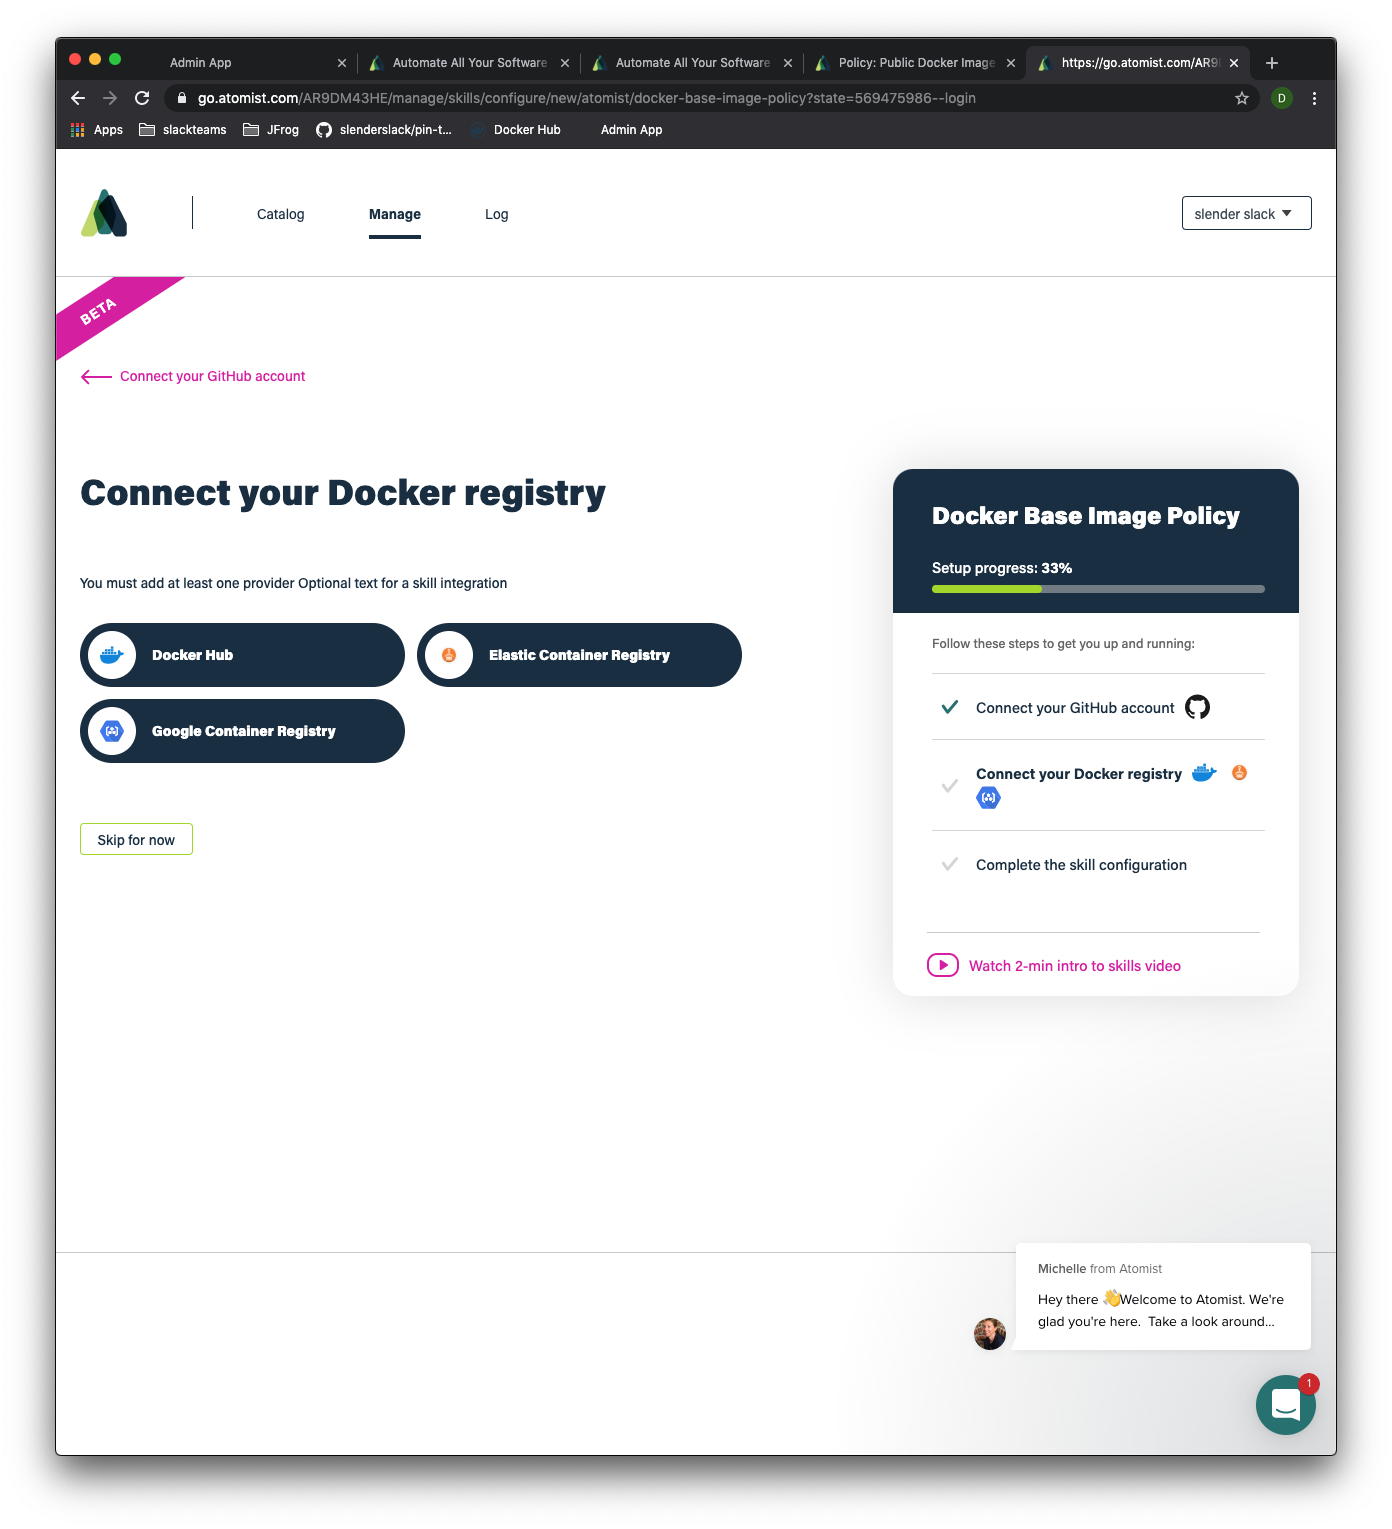 Admin App
Automate All Your Software
Automate All Your Software
Policy: Public Docker Image
https://go.atomist.com/AR9
go.atomist.com/AR9DM43HE/manage/skills/configure/new/atomist/docker-base-image-policy?state=569475986--login
D
Apps
slackteams
JFrog
slenderslack/pin-t...
Docker Hub
Admin App
Catalog
Manage
Log
slender slack
BETA
Connect your GitHub account
Connect your Docker registry
You must add at least one provider Optional text for a skill integration
Docker Hub
Elastic Container Registry
Google Container Registry
Skip for now
Docker Base Image Policy
Setup progress: 33%
Follow these steps to get you up and running:
Connect your GitHub account
Connect your Docker registry
Complete the skill configuration
Watch 2-min intro to skills video
Michelle from Atomist
Hey there 👋Welcome to Atomist. We're
glad you're here. Take a look around...
1